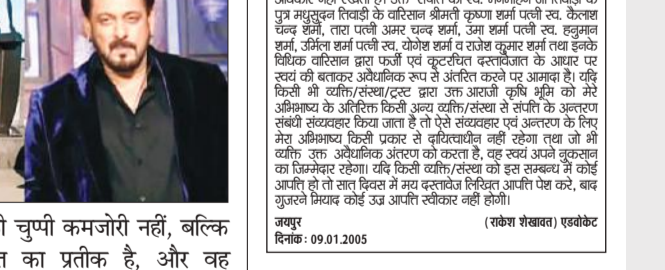 पुत्र मधुसुदन तिवाड़ी के वारिसान श्रीमती कृष्णा शर्मा पत्नी स्व. कैलाश
चन्द शर्मा, तारा पत्नी अमर चन्द शर्मा, उमा शर्मा पत्नी स्व. हनुमान
शर्मा, उर्मिला शर्मा पत्नी स्व. योगेश शर्मा व राजेश कुमार शर्मा तथा इनके
विधिक वारिसान द्वारा फर्जी एवं कूटरचित दस्तावेजात के आधार पर
स्वयं की बताकर अवैधानिक रूप से अंतरित करने पर आमादा है। यदि
किसी भी व्यक्ति/संस्था/ट्रस्ट द्वारा उक्त आराजी कृषि भूमि को मेरे
अभिभाष्य के अतिरिक्त किसी अन्य व्यक्ति/संस्था से संपत्ति के अन्तरण
संबंधी संव्यवहार किया जाता है तो ऐसे संव्यवहार एवं अन्तरण के लिए
मेरा अभिभाष्य किसी प्रकार से दायित्वाधीन नहीं रहेगा तथा जो भी
व्यक्ति उक्त अवैधानिक अंतरण को करता है, वह स्वयं अपने नुकसान
का जिम्मेदार रहेगा। यदि किसी व्यक्ति/संस्था को इस सम्बन्ध में कोई
आपत्ति हो तो सात दिवस में मय दस्तावेज लिखित आपत्ति पेश करे, बाद
गुजरने मियाद कोई उज्र आपत्ति स्वीकार नहीं होगी।
जयपुर (राकेश शेखावत) एडवोकेट
दिनांक: 09.01.2005
चुप्पी कमजोरी नहीं, बल्कि
का प्रतीक है, और वह